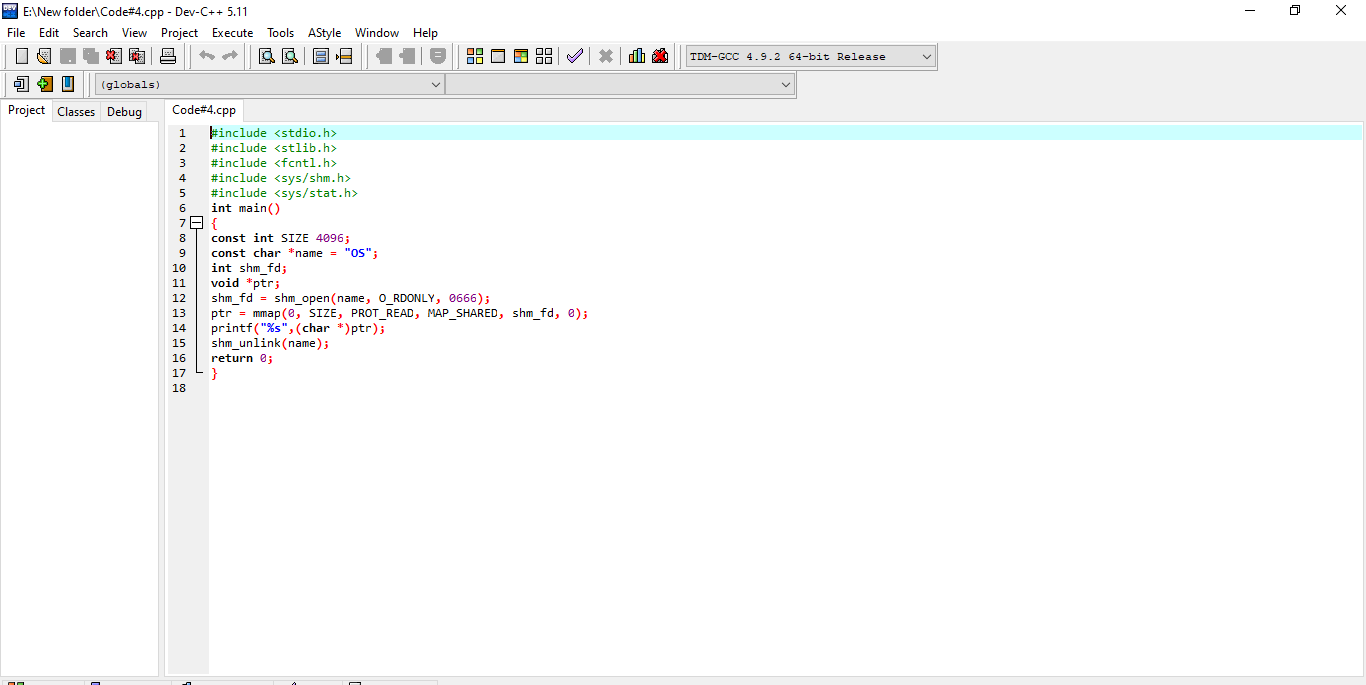 E:\New folder\Code#4.cpp - Dev-C++ 5.11
File Edit Search View Project Execute Tools AStyle Window Help
TDM-GCC 4.9.2 64-bit Release
(globals)
Project Classes Debug Code#4.cpp
1 #include <stdio.h>
2 #include <stlib.h>
3 #include <fcntl.h>
4 #include <sys/shm.h>
5 #include <sys/stat.h>
6 int main()
7 {
8 const int SIZE 4096;
9 const char *name = "OS";
10 int shm_fd;
11 void *ptr;
12 shm_fd = shm_open(name, O_RDONLY, 0666);
13 ptr = mmap(0, SIZE, PROT_READ, MAP_SHARED, shm_fd, 0);
14 printf("%s",(char *)ptr);
15 shm_unlink(name);
16 return 0;
17 }
18